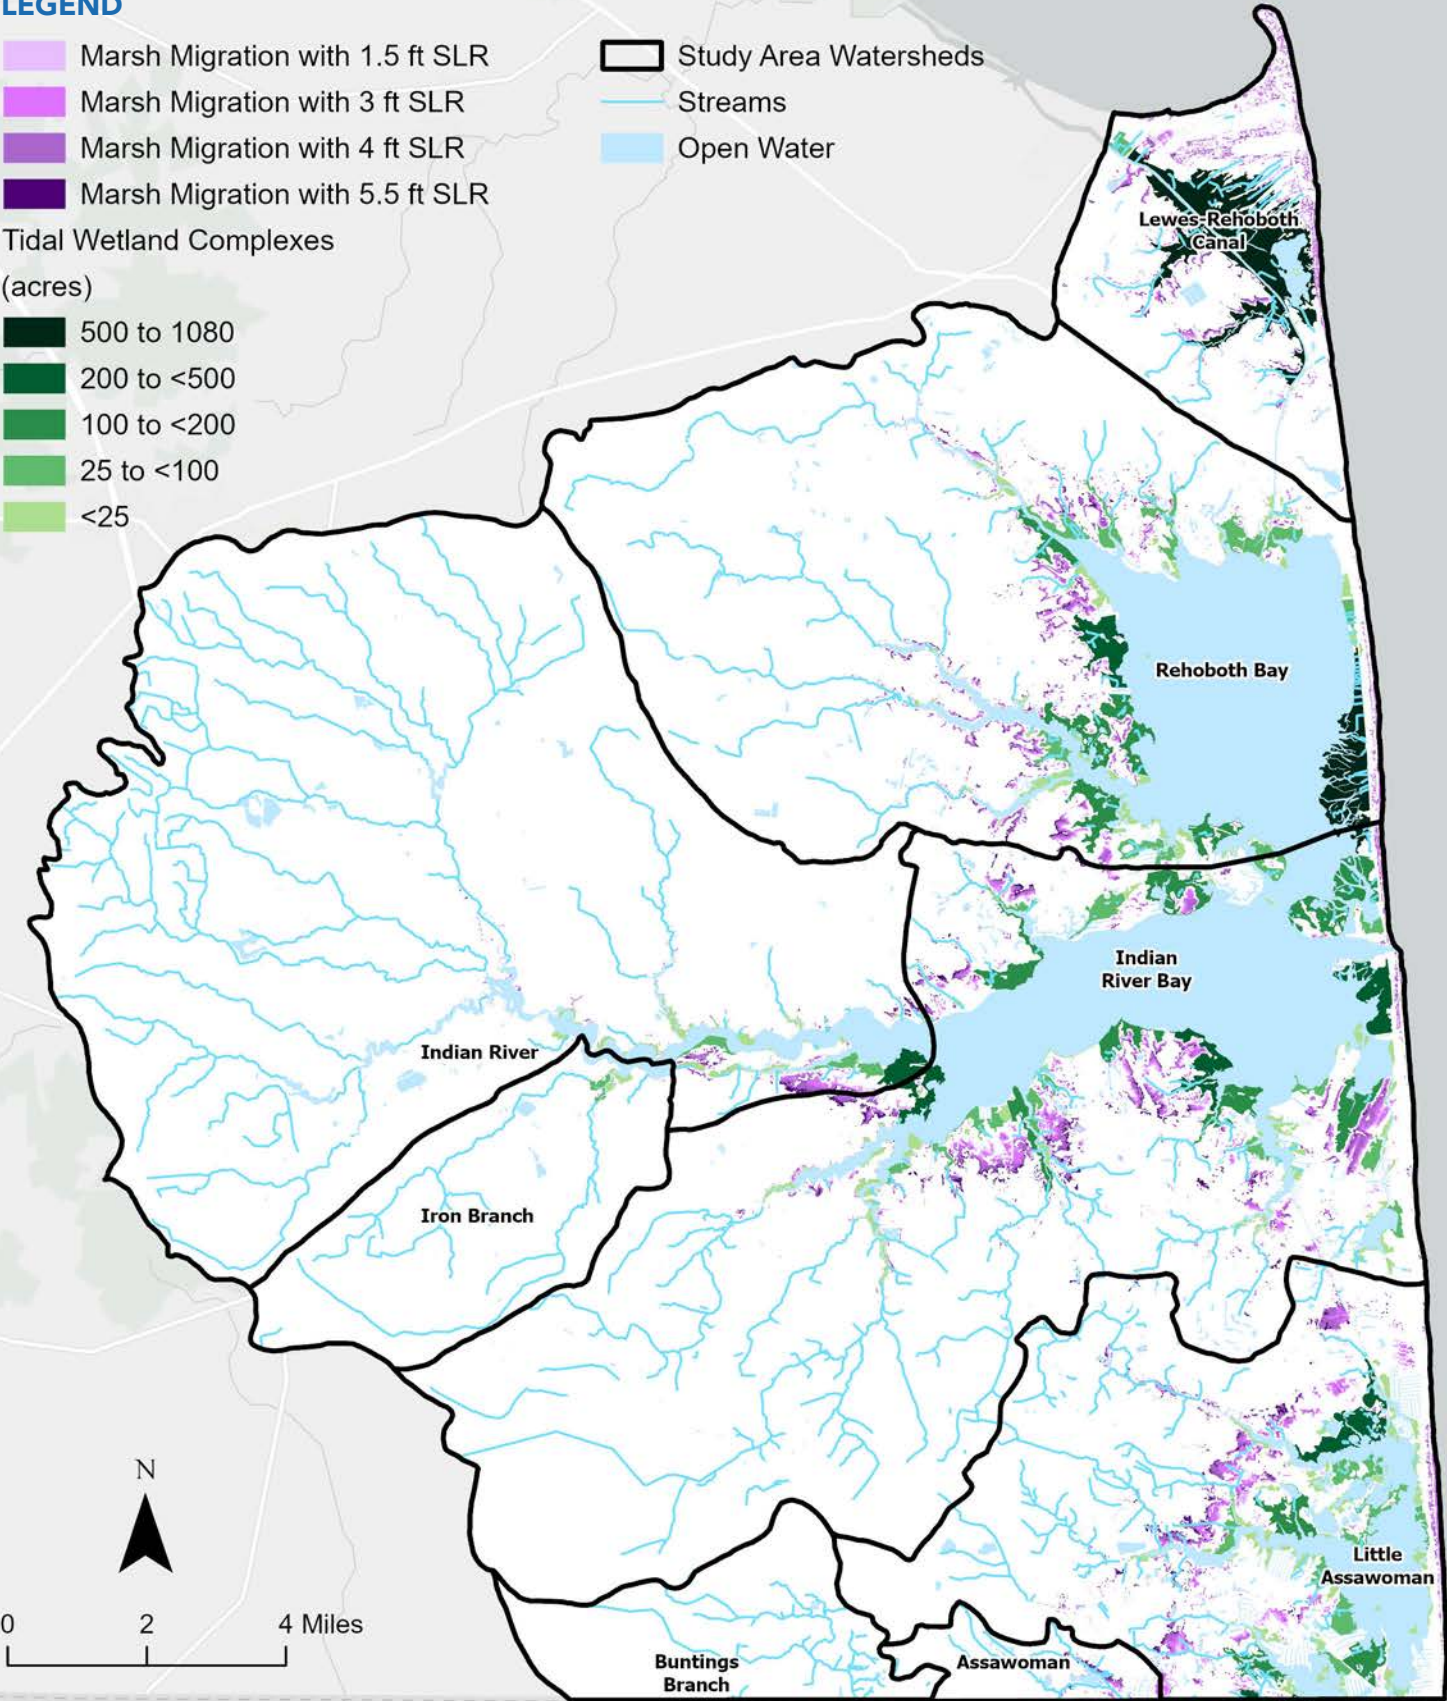 LEGEND
Marsh Migration with 1.5 ft SLR
Marsh Migration with 3 ft SLR
Marsh Migration with 4 ft SLR
Marsh Migration with 5.5 ft SLR
Tidal Wetland Complexes
(acres)
500 to 1080
200 to <500
100 to <200
25 to <100
<25
Study Area Watersheds
Streams
Open Water
Lewes-Rehoboth
Canal
Rehoboth Bay
Indian
River Bay
Indian River
Iron Branch
Little
Assawoman
Buntings
Branch
Assawoman
N
0 2 4 Miles